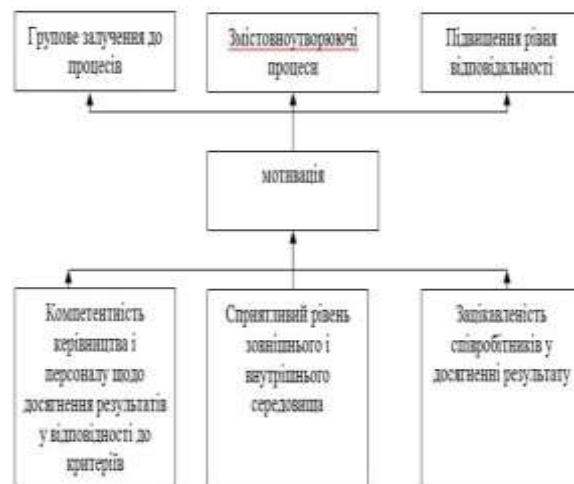 Групове залучення до
процесів
Змістовноутворюючі
процеси
Підвищення рівня
відповідальності
мотивація
Компетентність
керівництва і
персоналу щодо
досягнення результатів
у відповідності до
критеріїв
Сприятливий рівень
зовнішнього і
внутрішнього
середовища
Зацікавленість
співробітників у
досягненні результату